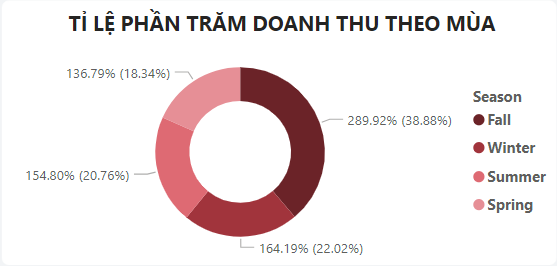 TỈ LỆ PHẦN TRĂM DOANH THU THEO MÙA
136.79% (18.34%)
289.92% (38.88%)
154.80% (20.76%)
164.19% (22.02%)
Season
Fall
Winter
Summer
Spring